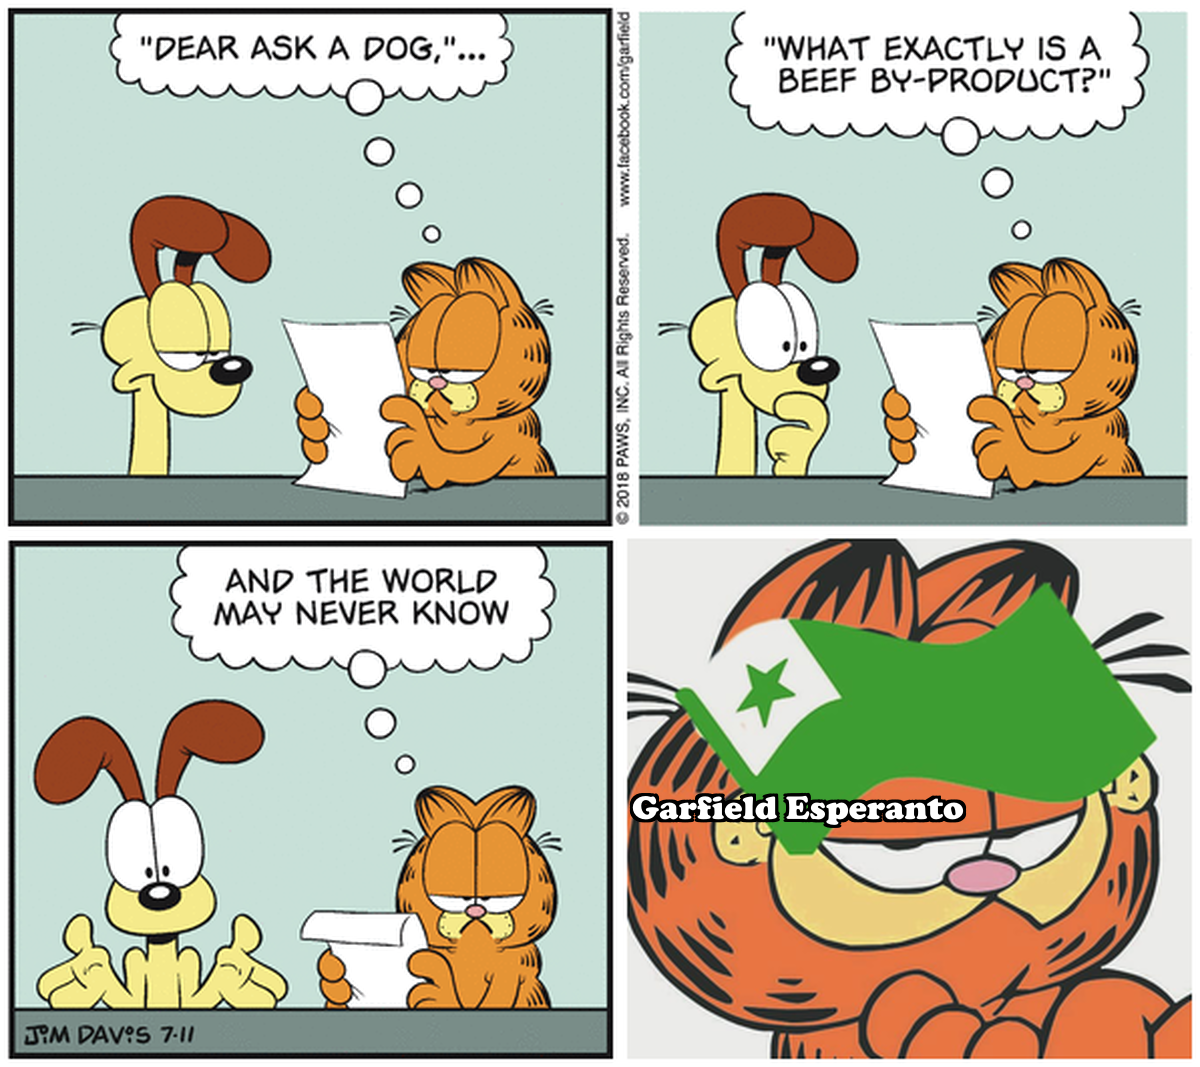 "DEAR ASK A DOG,"...
© 2018 PAWS, INC. All Rights Reserved. www.facebook.com/garfield
"WHAT EXACTLY IS A
BEEF BY-PRODUCT?"
AND THE WORLD
MAY NEVER KNOW
JIM DAVIS 7-11
Garfield Esperanto